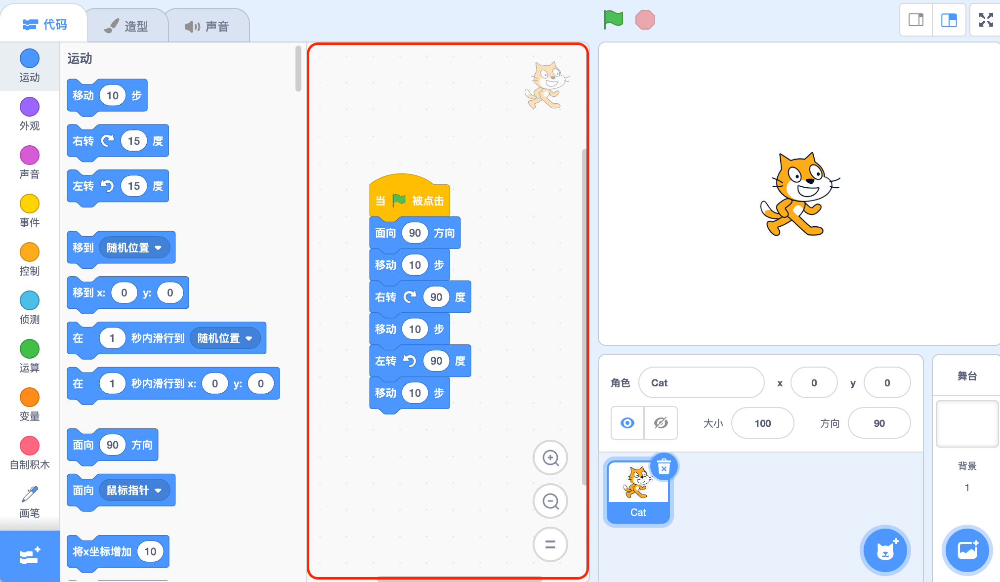 代码
造型
声音
运动
外观
声音
事件
控制
侦测
运算
变量
自制积木
画笔
运动
移动 10 步
右转 15 度
左转 15 度
移到 随机位置
移到 x: 0 y: 0
在 1 秒内滑行到 随机位置
在 1 秒内滑行到 x: 0 y: 0
面向 90 方向
面向 鼠标指针
将x坐标增加 10
当 被点击
面向 90 方向
移动 10 步
右转 90 度
移动 10 步
左转 90 度
移动 10 步
角色 Cat x 0 y 0
大小 100 方向 90
Cat
舞台
背景
1